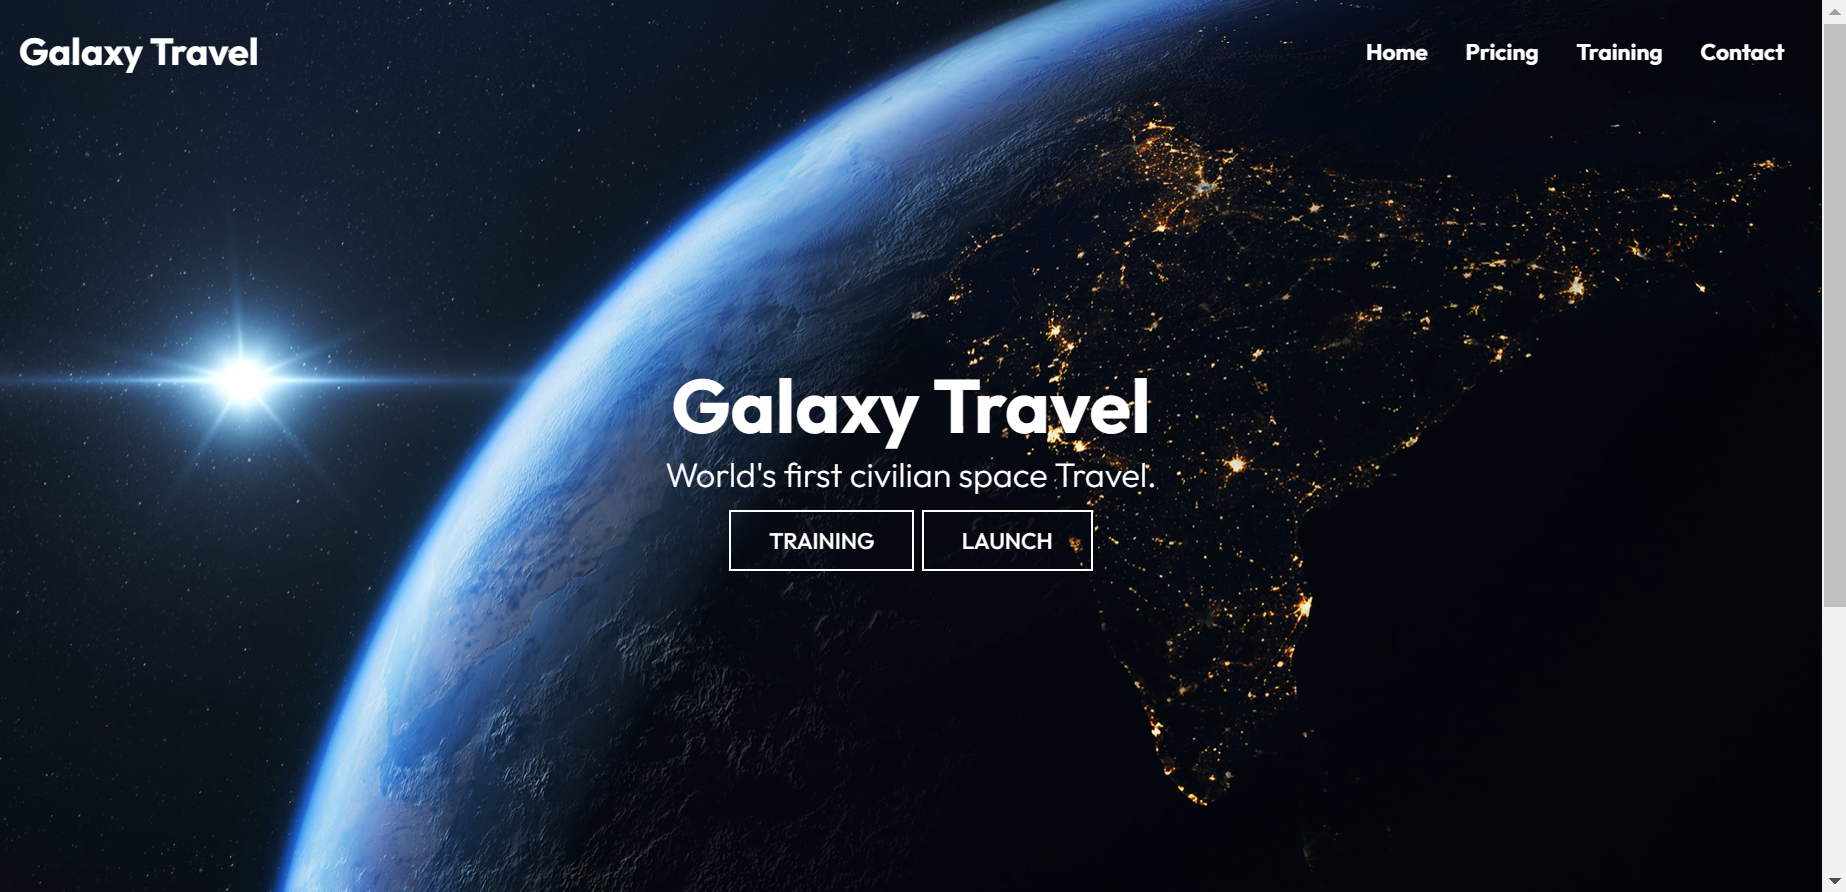 Galaxy Travel
Home Pricing Training Contact
Galaxy Travel
World's first civilian space Travel.
TRAINING LAUNCH